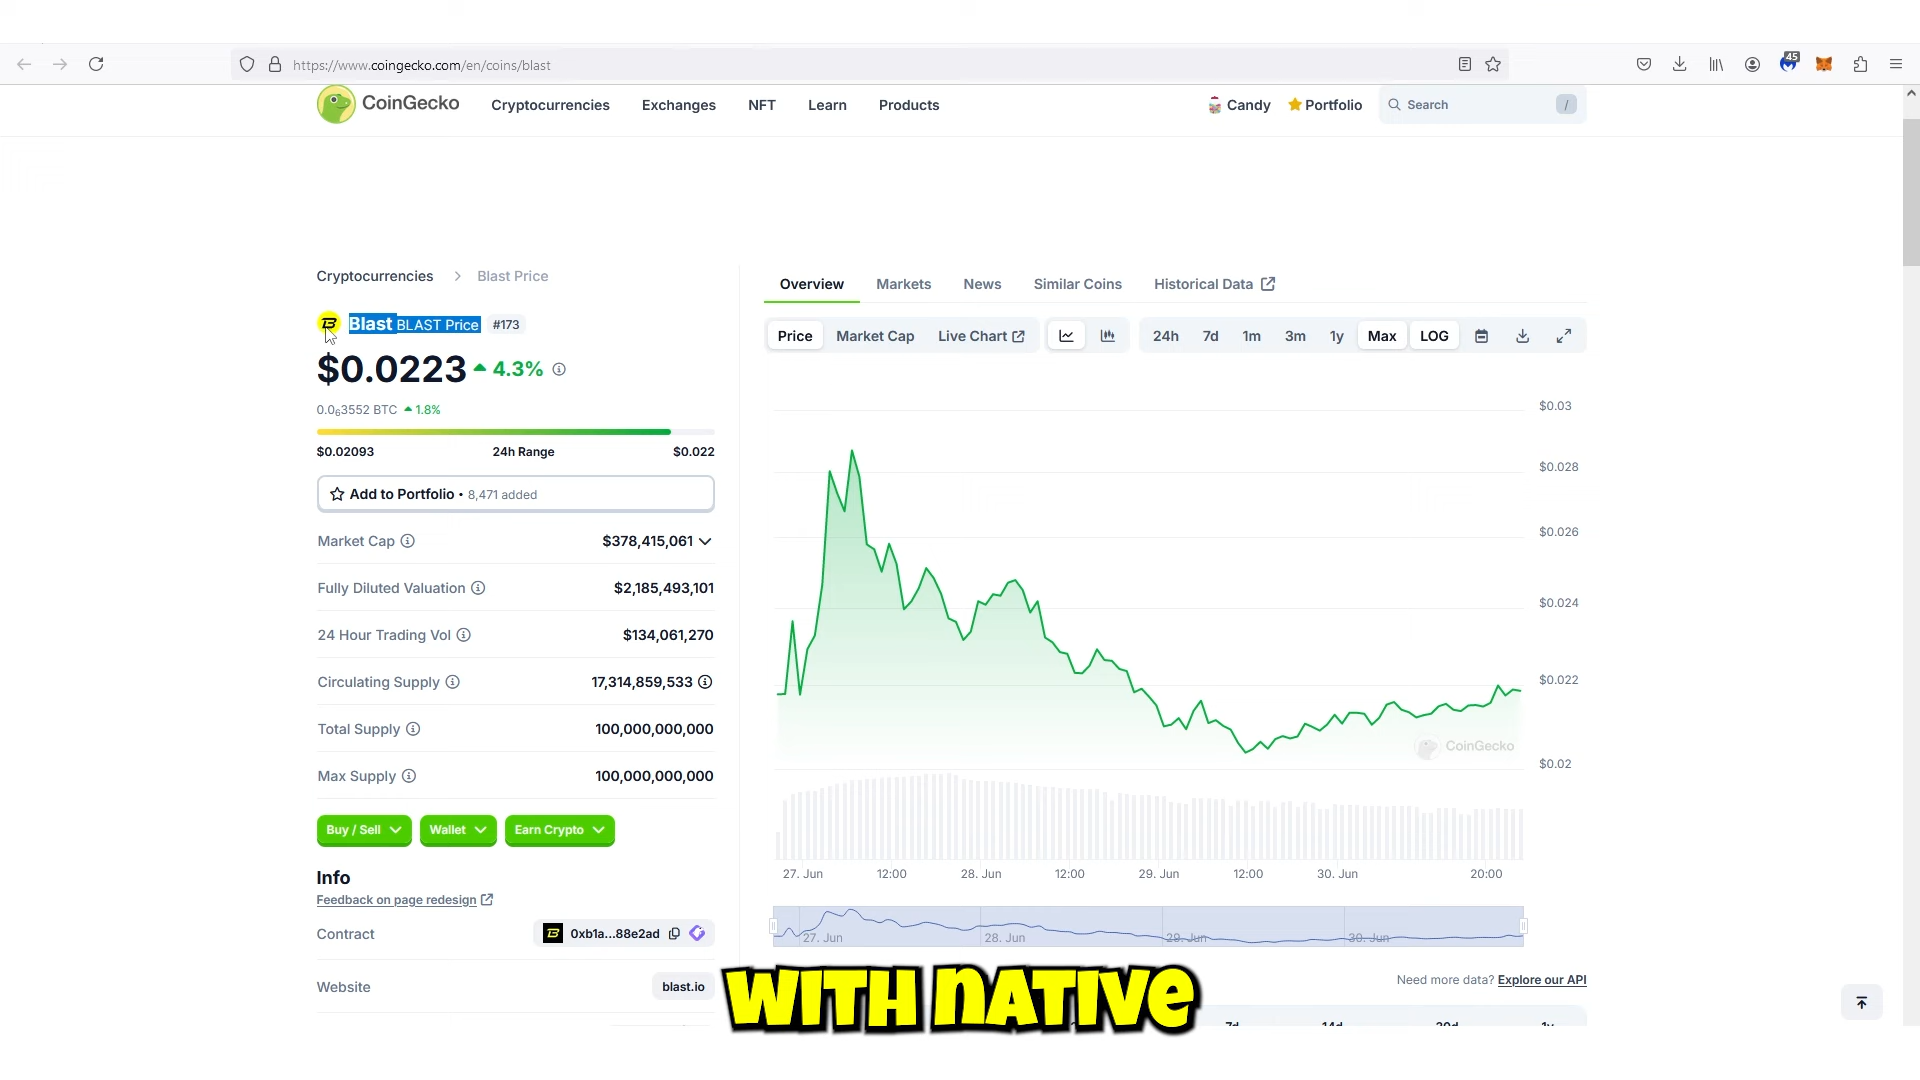 https://www.coingecko.com/en/coins/blast
45
CoinGecko
Cryptocurrencies
Exchanges
NFT
Learn
Products
Candy
Portfolio
Search
/
Cryptocurrencies
Blast Price
Blast BLAST Price
#173
$0.0223
4.3%
0.0₆3552 BTC
1.8%
$0.02093
24h Range
$0.022
Add to Portfolio • 8,471 added
Market Cap
$378,415,061
Fully Diluted Valuation
$2,185,493,101
24 Hour Trading Vol
$134,061,270
Circulating Supply
17,314,859,533
Total Supply
100,000,000,000
Max Supply
100,000,000,000
Buy / Sell
Wallet
Earn Crypto
Info
Feedback on page redesign
Contract
0xb1a...88e2ad
Website
blast.io
Overview
Markets
News
Similar Coins
Historical Data
Price
Market Cap
Live Chart
24h
7d
1m
3m
1y
Max
LOG
$0.03
$0.028
$0.026
$0.024
$0.022
$0.02
CoinGecko
27. Jun
12:00
28. Jun
12:00
29. Jun
12:00
30. Jun
20:00
27. Jun
28. Jun
29. Jun
30. Jun
Need more data? Explore our API
7d
14d
30d
1y
WITH NATIVE